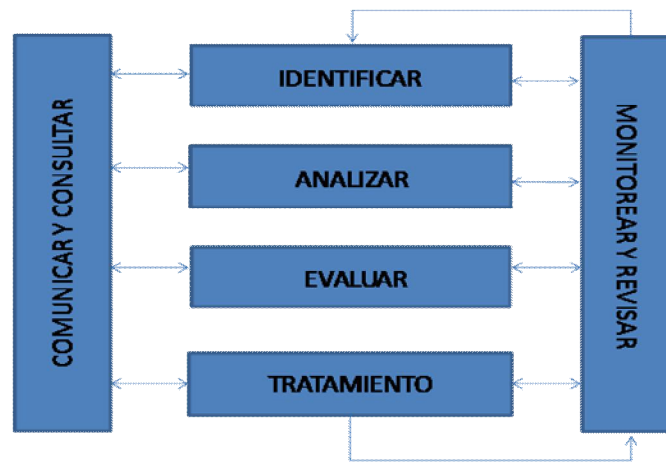 COMUNICAR Y CONSULTAR
IDENTIFICAR
ANALIZAR
EVALUAR
TRATAMIENTO
MONITOREAR Y REVISAR